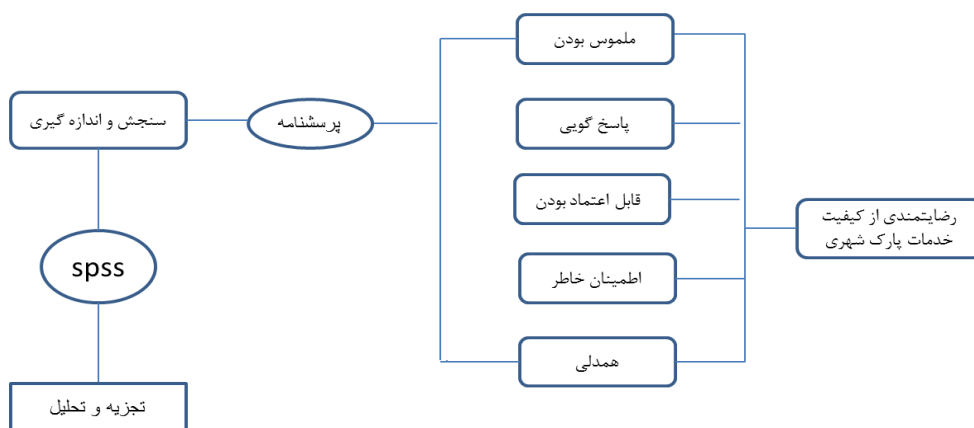 رضایتمندی از کیفیت
خدمات پارک شهری
ملموس بودن
پاسخ گویی
قابل اعتماد بودن
اطمینان خاطر
همدلی
پرسشنامه
سنجش و اندازه گیری
spss
تجزیه و تحلیل